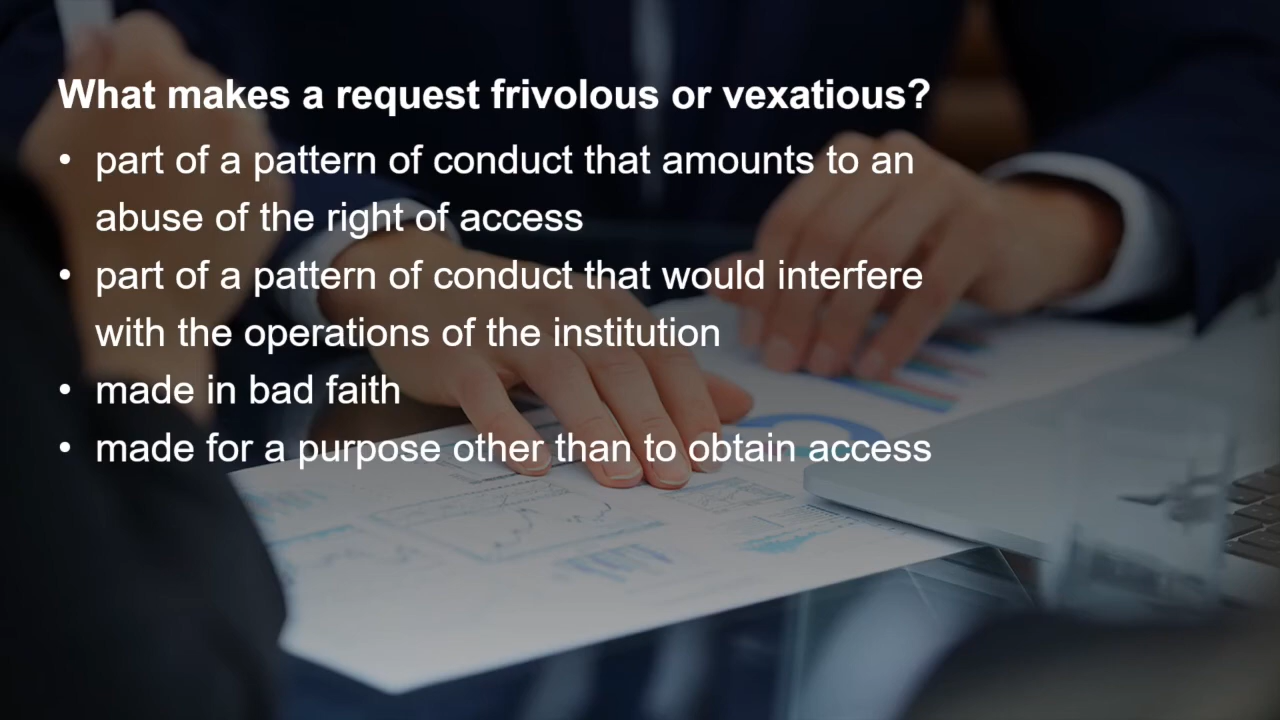 What makes a request frivolous or vexatious?
• part of a pattern of conduct that amounts to an
abuse of the right of access
• part of a pattern of conduct that would interfere
with the operations of the institution
• made in bad faith
• made for a purpose other than to obtain access